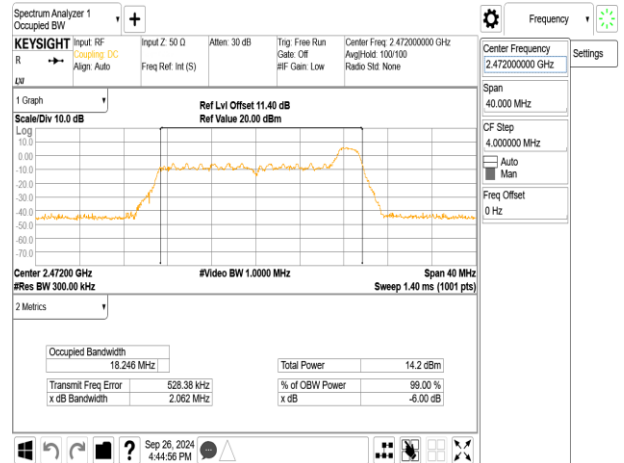 Spectrum Analyzer 1
Occupied BW
Frequency
KEYSIGHT
Input: RF
Coupling: DC
Align: Auto
Input Z: 50 Ω
Freq Ref: Int (S)
Atten: 30 dB
Trig: Free Run
Gate: Off
#IF Gain: Low
Center Freq: 2.472000000 GHz
Avg|Hold: 100/100
Radio Std: None
R
LXI
Center Frequency
2.472000000 GHz
Settings
Span
40.000 MHz
CF Step
4.000000 MHz
Auto
Man
Freq Offset
0 Hz
1 Graph
Scale/Div 10.0 dB
Ref Lvl Offset 11.40 dB
Ref Value 20.00 dBm
Log
10.0
0.00
-10.0
-20.0
-30.0
-40.0
-50.0
-60.0
-70.0
Center 2.47200 GHz
#Video BW 1.0000 MHz
Span 40 MHz
#Res BW 300.00 kHz
Sweep 1.40 ms (1001 pts)
2 Metrics
Occupied Bandwidth
18.246 MHz
Total Power 14.2 dBm
Transmit Freq Error 528.38 kHz
% of OBW Power 99.00 %
x dB Bandwidth 2.062 MHz
x dB -6.00 dB
?
Sep 26, 2024
4:44:56 PM